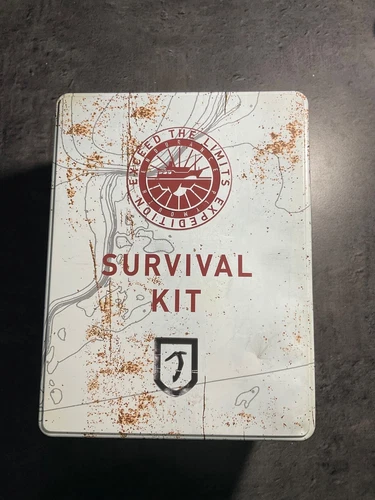 EXCEED THE LIMITS EXPEDITION
SURVIVAL
KIT